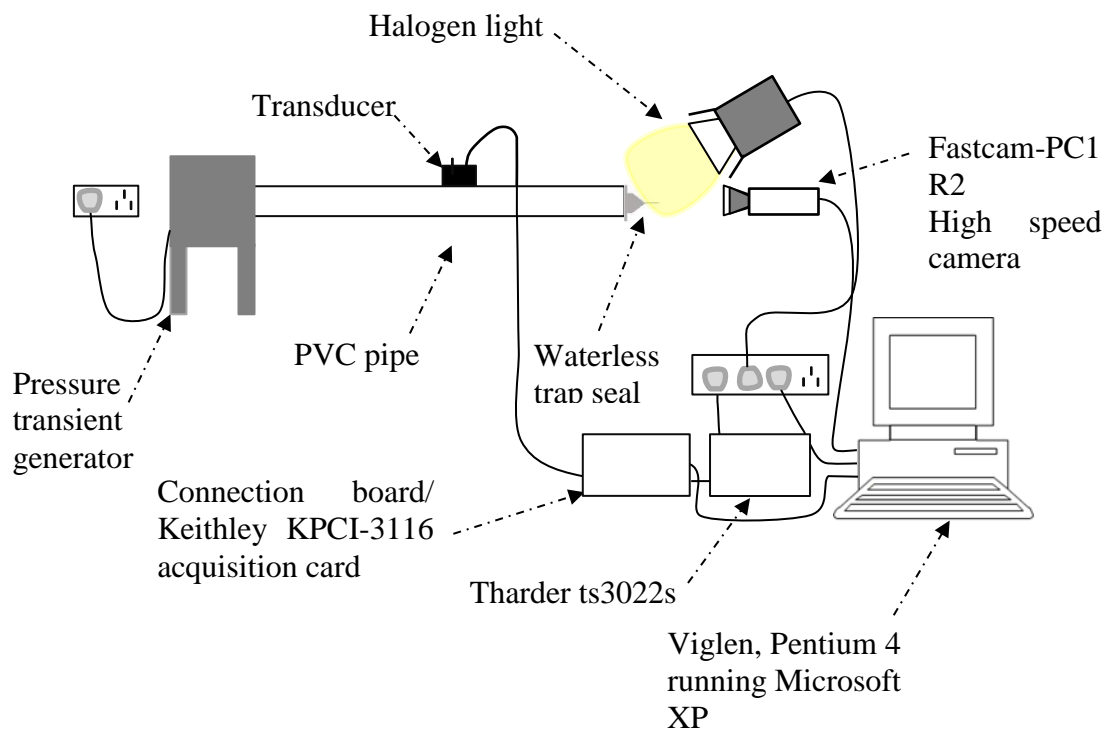 Halogen light
Transducer
Fastcam-PC1
R2
High speed
camera
PVC pipe
Waterless
trap seal
Pressure
transient
generator
Connection board/
Keithley KPCI-3116
acquisition card
Tharder ts3022s
Viglen, Pentium 4
running Microsoft
XP